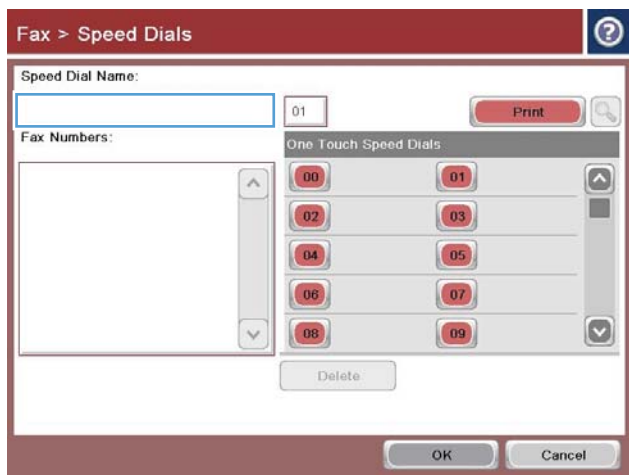 Fax > Speed Dials
?
Speed Dial Name:
01
Print
Fax Numbers:
One Touch Speed Dials
00 01
02 03
04 05
06 07
08 09
Delete
OK Cancel